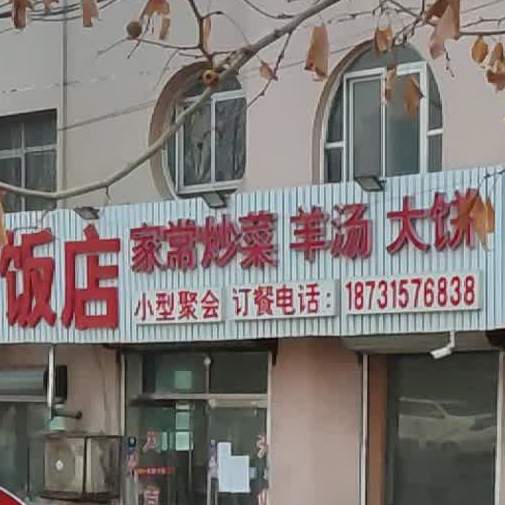 饭店
家常炒菜 羊汤 大饼
小型聚会 订餐电话：18731576838